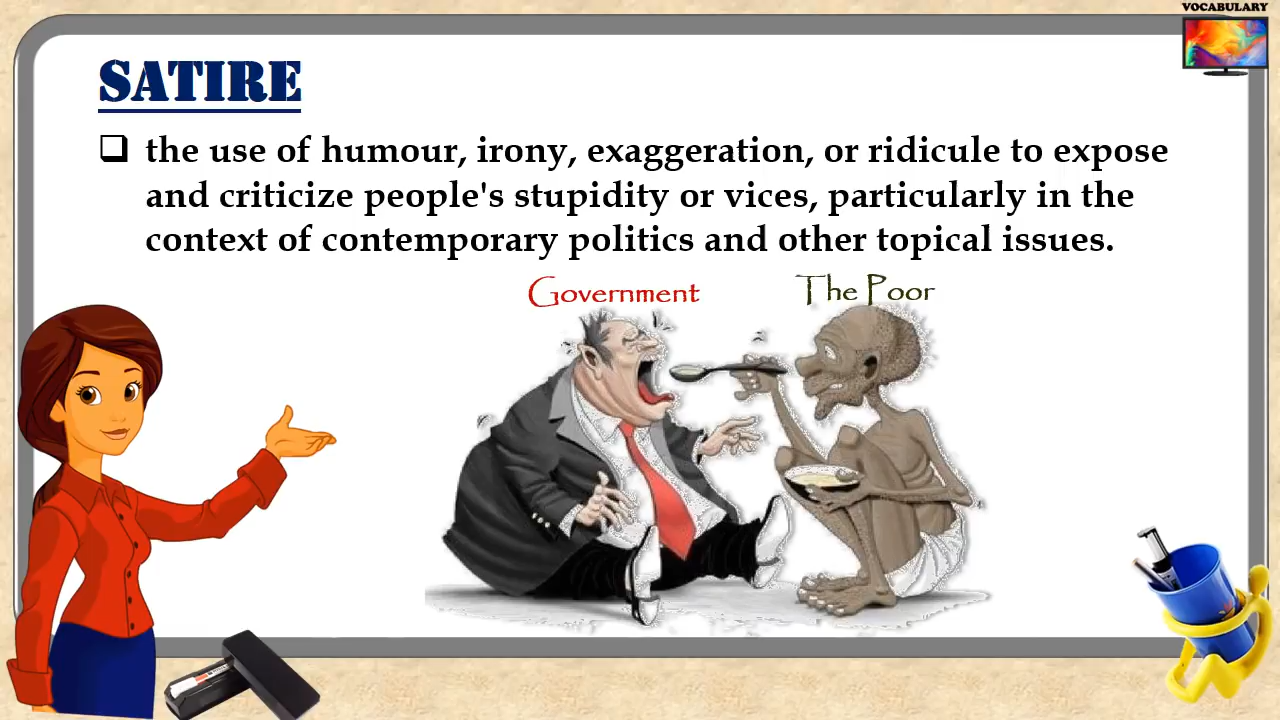 VOCABULARY
SATIRE
the use of humour, irony, exaggeration, or ridicule to expose
and criticize people's stupidity or vices, particularly in the
context of contemporary politics and other topical issues.
Government The Poor